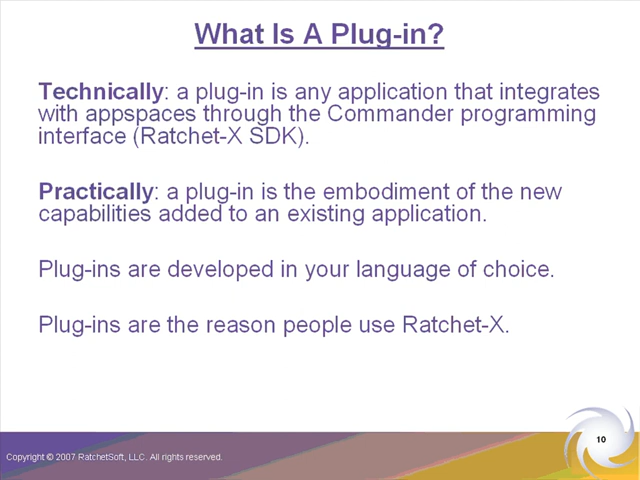 What Is A Plug-in?
Technically: a plug-in is any application that integrates
with appspaces through the Commander programming
interface (Ratchet-X SDK).
Practically: a plug-in is the embodiment of the new
capabilities added to an existing application.
Plug-ins are developed in your language of choice.
Plug-ins are the reason people use Ratchet-X.
10
Copyright © 2007 RatchetSoft, LLC. All rights reserved.